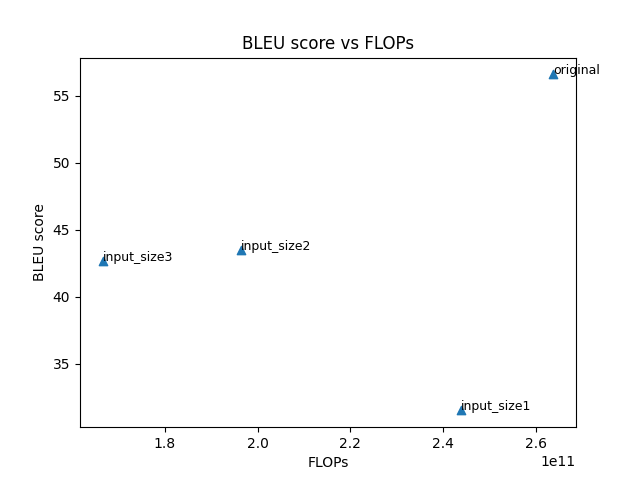 BLEU score vs FLOPs
original
55
50
input_size2
45
input_size3
BLEU score
40
35
input_size1
1.8 2.0 2.2 2.4 2.6
FLOPs
1e11